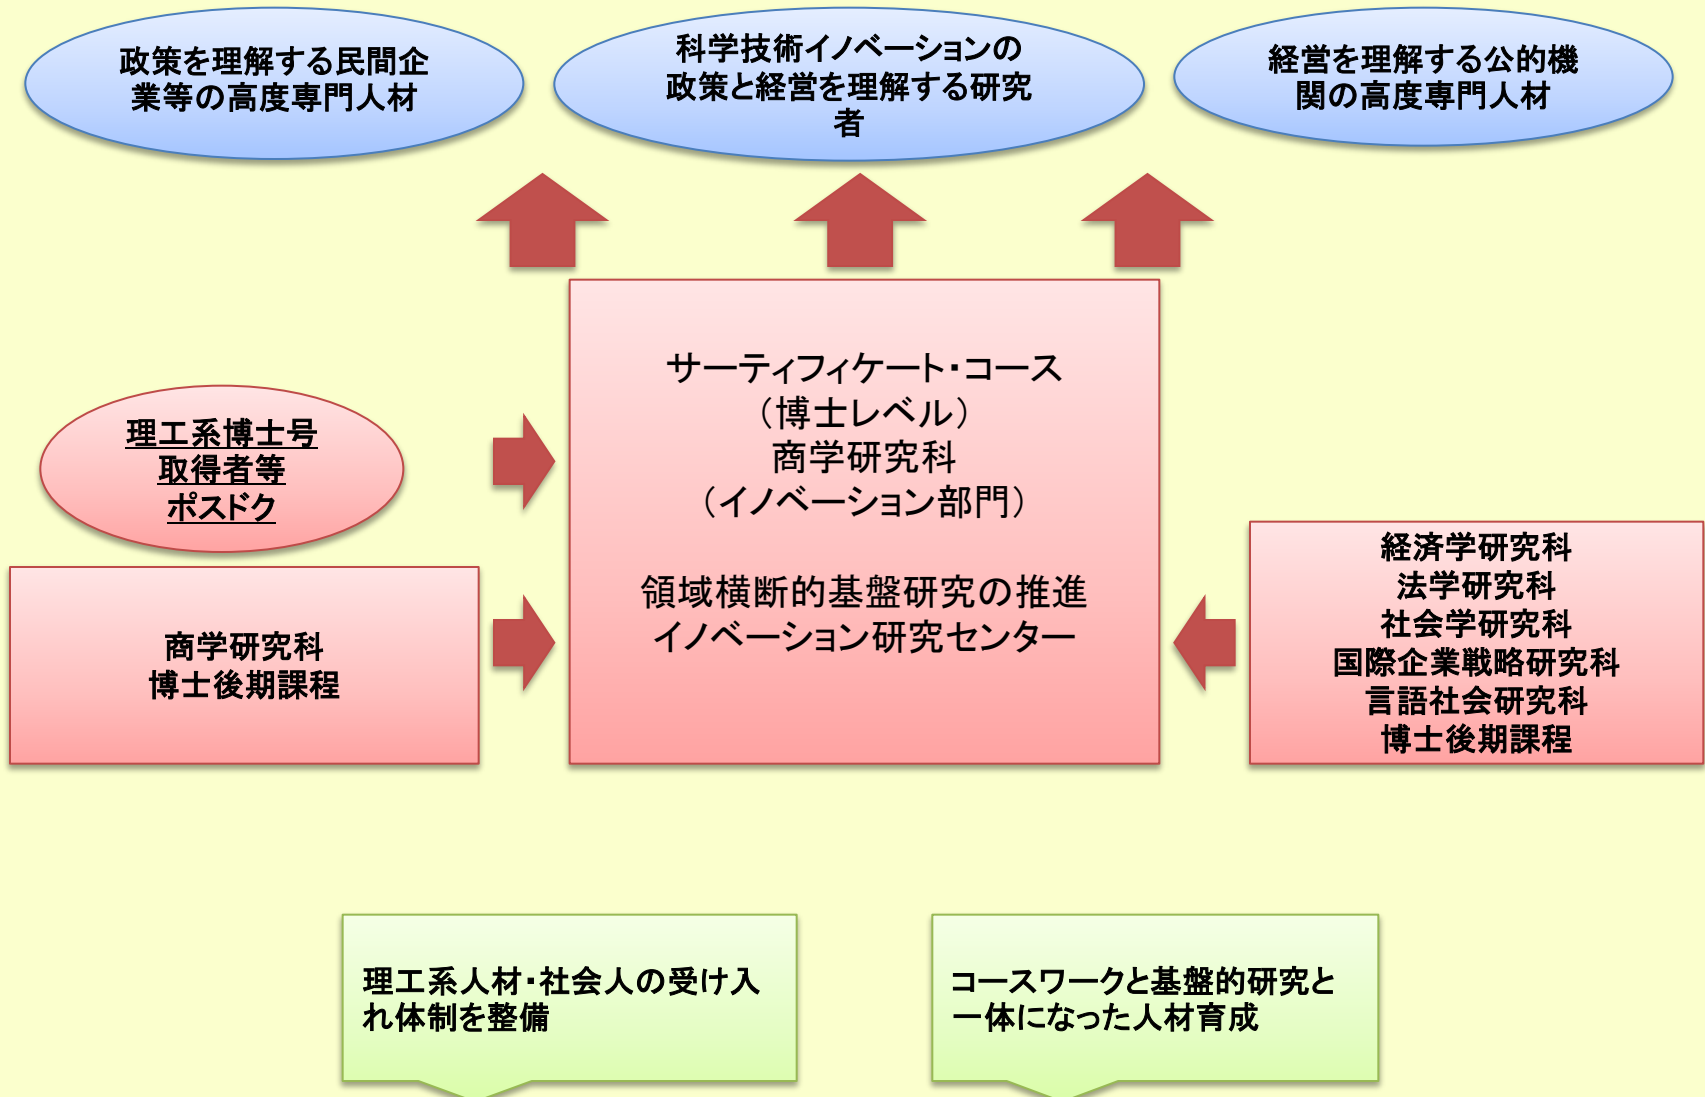 政策を理解する民間企
業等の高度専門人材
科学技術イノベーションの
政策と経営を理解する研究
者
経営を理解する公的機
関の高度専門人材
サーティフィケート・コース
（博士レベル）
商学研究科
（イノベーション部門）
領域横断的基盤研究の推進
イノベーション研究センター
理工系博士号
取得者等
ポスドク
商学研究科
博士後期課程
経済学研究科
法学研究科
社会学研究科
国際企業戦略研究科
言語社会研究科
博士後期課程
理工系人材・社会人の受け入
れ体制を整備
コースワークと基盤的研究と
一体になった人材育成